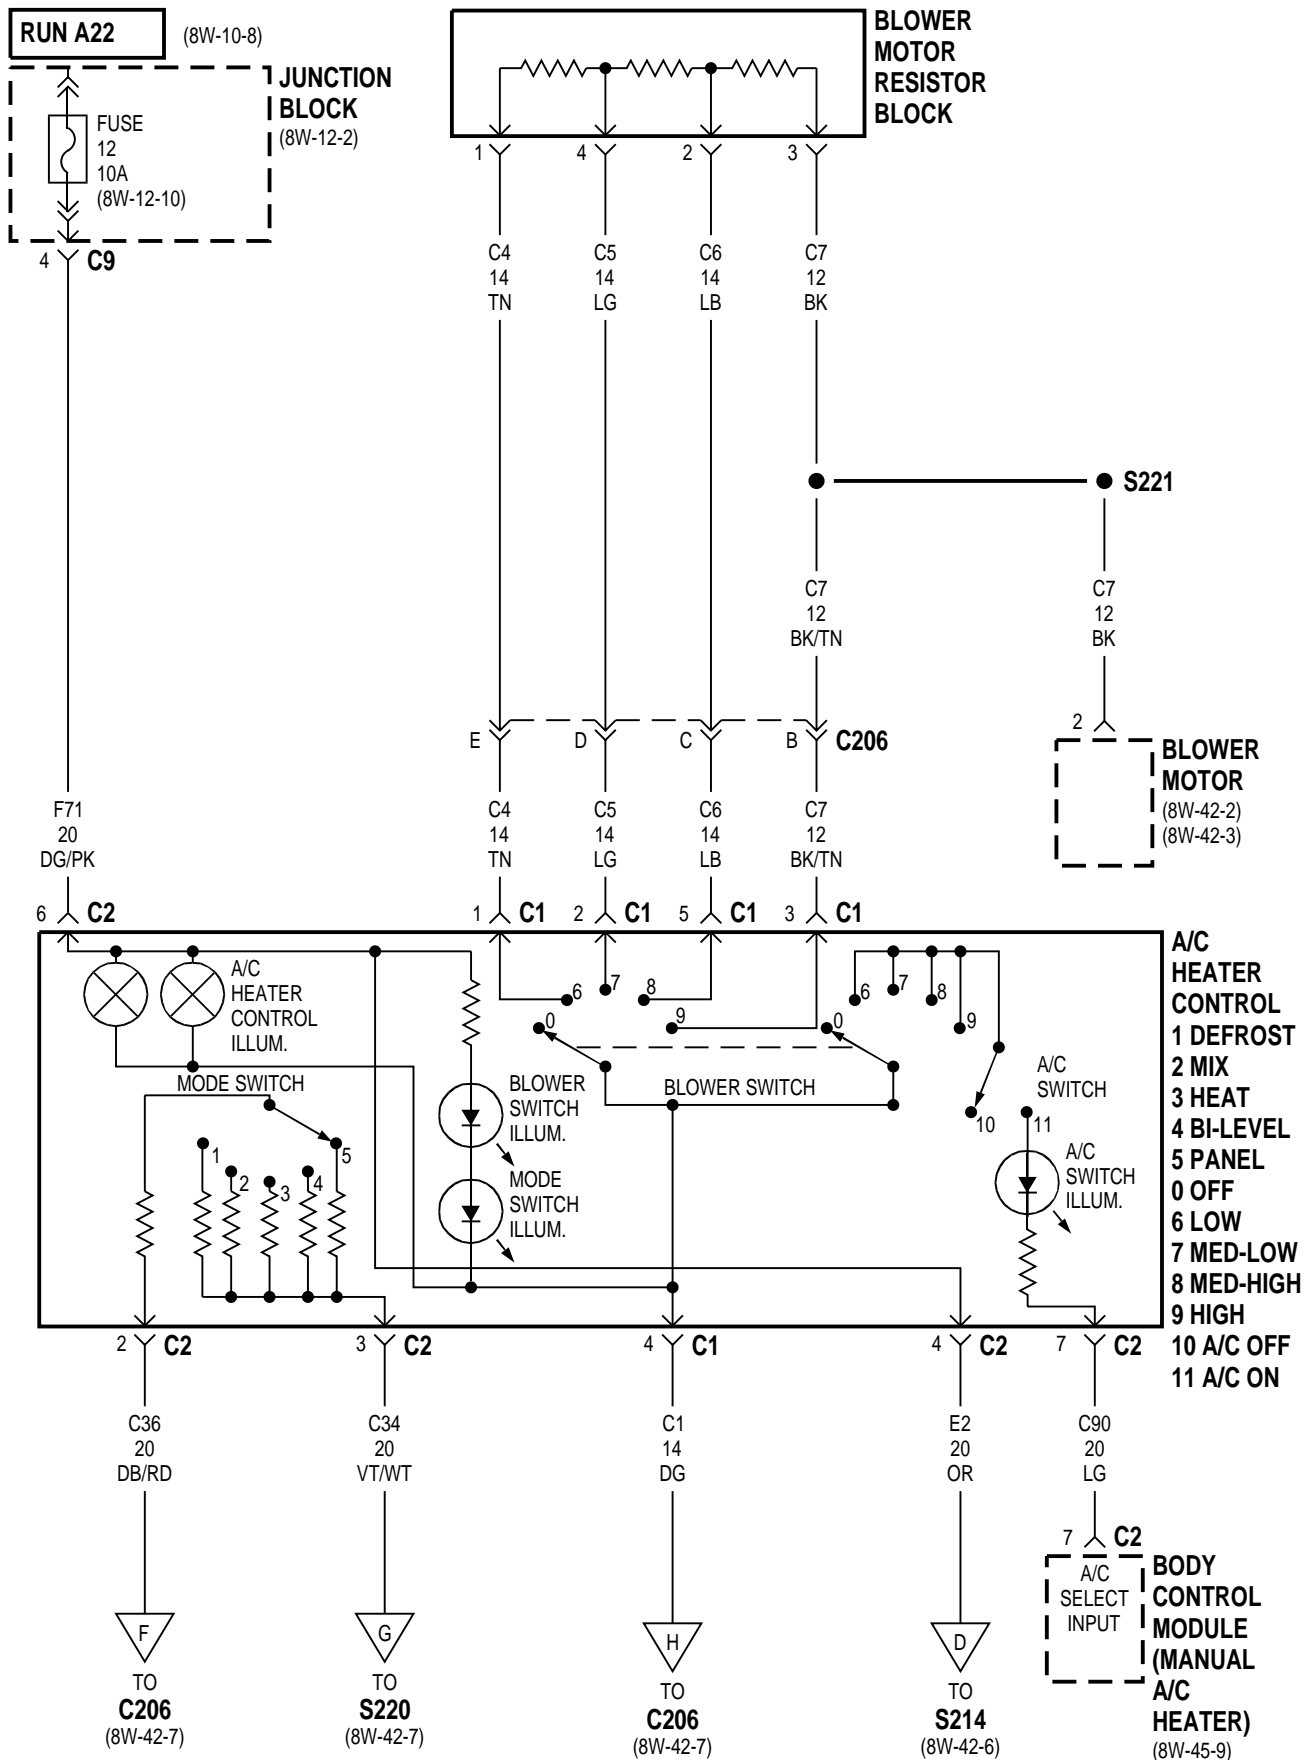 RUN A22
(8W-10-8)
JUNCTION
BLOCK
(8W-12-2)
FUSE
12
10A
(8W-12-10)
4
C9
BLOWER
MOTOR
RESISTOR
BLOCK
1
4
2
3
C4
14
TN
C5
14
LG
C6
14
LB
C7
12
BK
S221
C7
12
BK/TN
C7
12
BK
2
BLOWER
MOTOR
(8W-42-2)
(8W-42-3)
E
D
C
B
C206
F71
20
DG/PK
C4
14
TN
C5
14
LG
C6
14
LB
C7
12
BK/TN
6
C2
1
C1
2
C1
5
C1
3
C1
A/C
HEATER
CONTROL
ILLUM.
MODE SWITCH
1
2
3
4
5
BLOWER
SWITCH
ILLUM.
MODE
SWITCH
ILLUM.
0
6
7
8
9
BLOWER SWITCH
0
6
7
8
9
A/C
SWITCH
10
11
A/C
SWITCH
ILLUM.
A/C
HEATER
CONTROL
1 DEFROST
2 MIX
3 HEAT
4 BI-LEVEL
5 PANEL
0 OFF
6 LOW
7 MED-LOW
8 MED-HIGH
9 HIGH
10 A/C OFF
11 A/C ON
2
C2
3
C2
4
C1
4
C2
7
C2
C36
20
DB/RD
C34
20
VT/WT
C1
14
DG
E2
20
OR
C90
20
LG
7
C2
A/C
SELECT
INPUT
BODY
CONTROL
MODULE
(MANUAL
A/C
HEATER)
(8W-45-9)
F
TO
C206
(8W-42-7)
G
TO
S220
(8W-42-7)
H
TO
C206
(8W-42-7)
D
TO
S214
(8W-42-6)